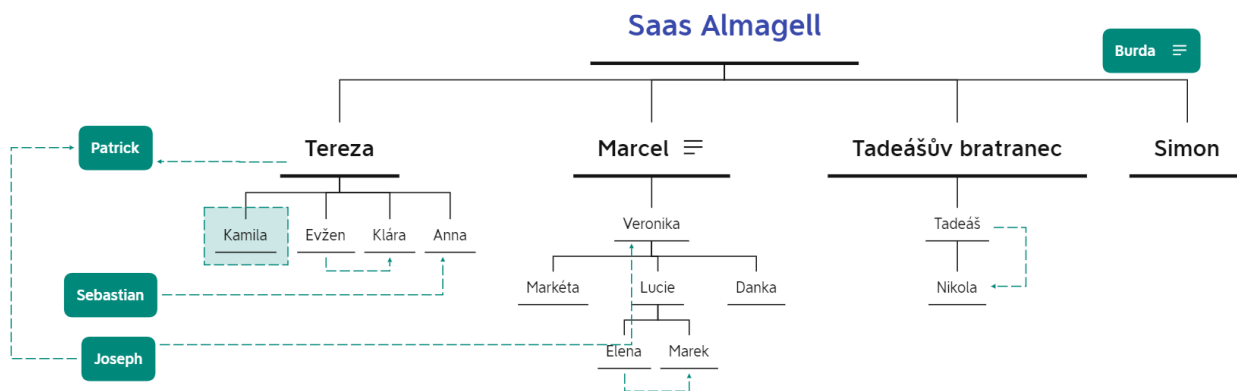 Saas Almagell
Burda
Patrick
Tereza
Marcel
Tadeášův bratranec
Simon
Kamila
Evžen
Klára
Anna
Veronika
Tadeáš
Sebastian
Markéta
Lucie
Danka
Nikola
Joseph
Elena
Marek